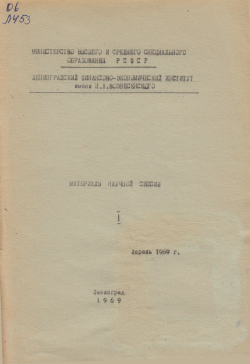 Об
Л453
МИНИСТЕРСТВО ВЫСШЕГО И СРЕДНЕГО СПЕЦИАЛЬНОГО
ОБРАЗОВАНИЯ РСФСР
ЛЕНИНГРАДСКИЙ ФИНАНСОВО-ЭКОНОМИЧЕСКИЙ ИНСТИТУТ
имени Н.А.ВОЗНЕСЕНСКОГО
МАТЕРИАЛЫ НАУЧНОЙ СЕССИИ
I
Апрель 1969 г.
Ленинград
1969